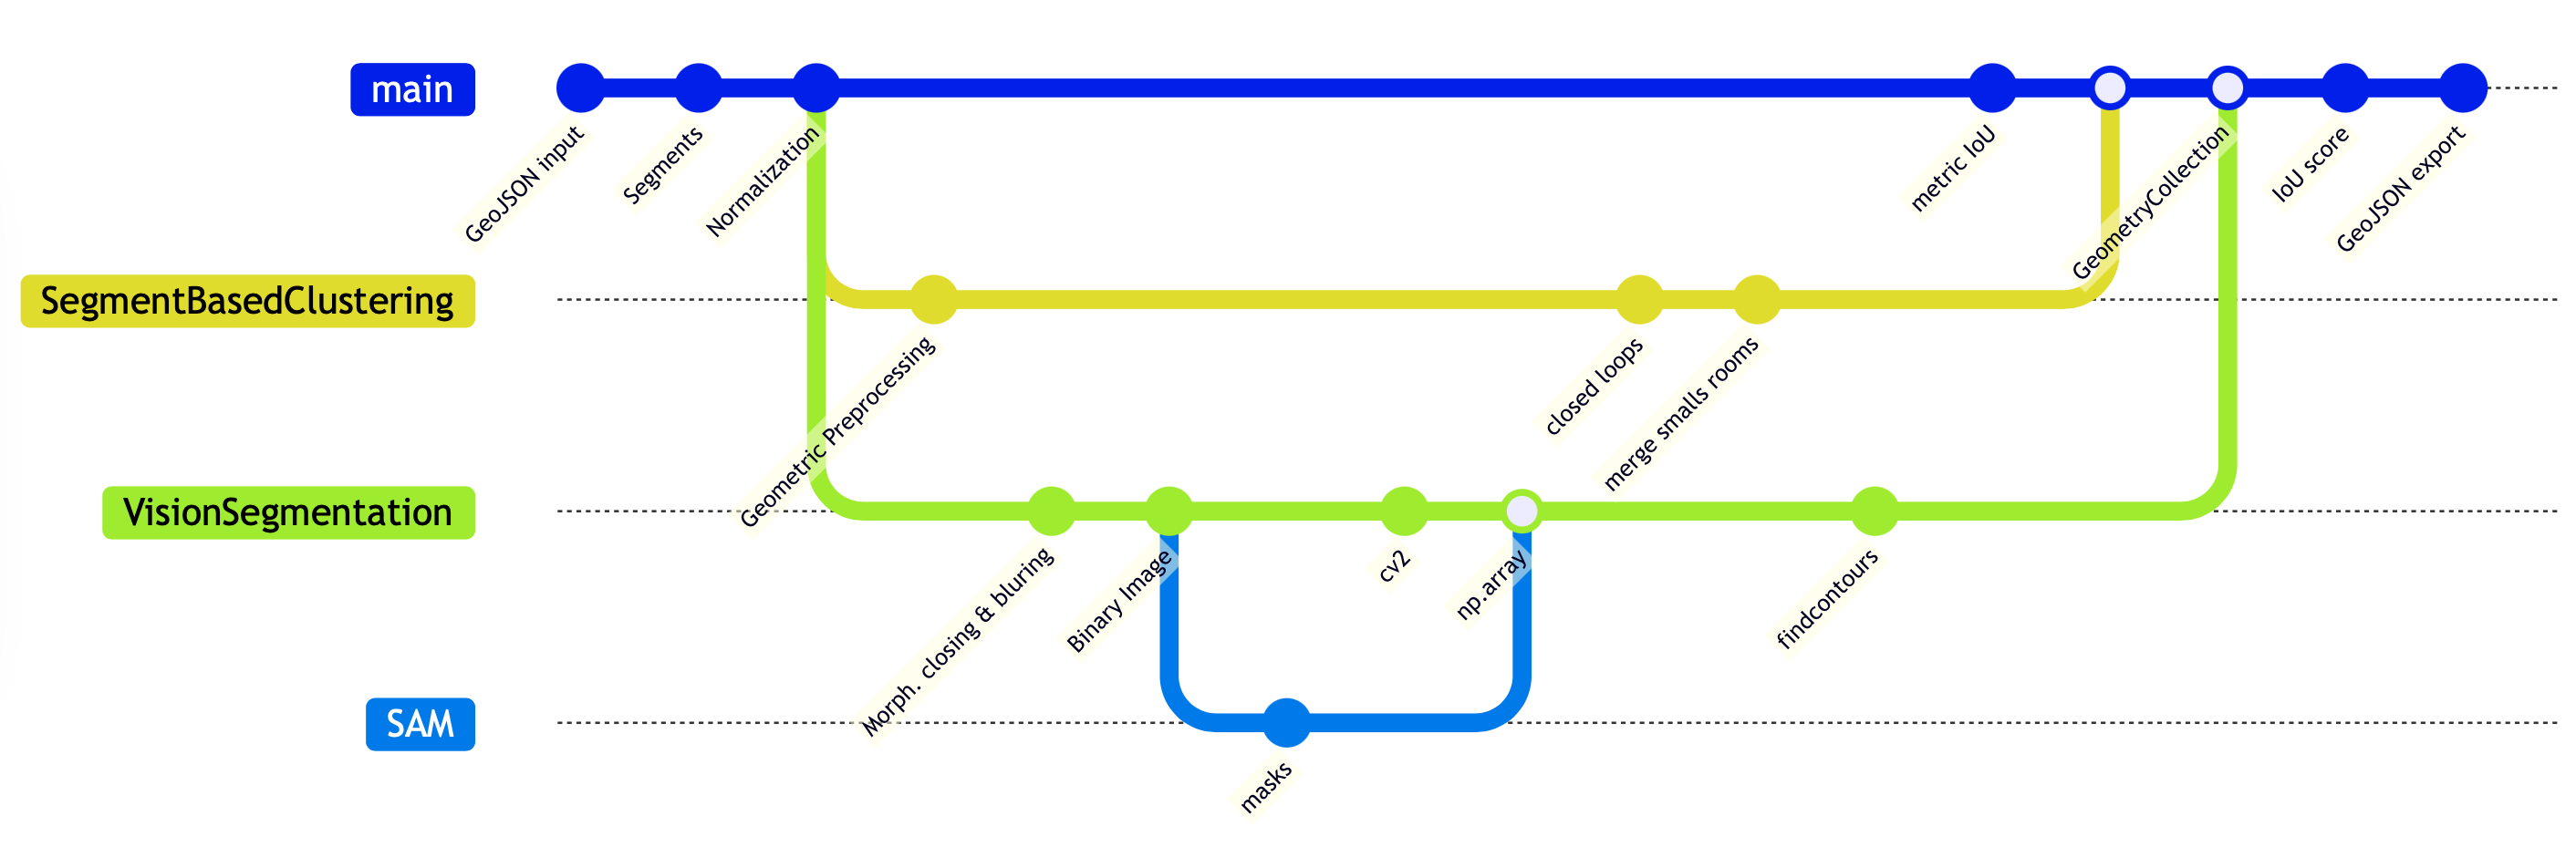 main
GeoJSON input
Segments
Normalization
metric IoU
GeometryCollection
IoU score
GeoJSON export
SegmentBasedClustering
Geometric Preprocessing
closed loops
merge smalls rooms
VisionSegmentation
Morph. closing & bluring
Binary Image
cv2
np.array
findcontours
SAM
masks